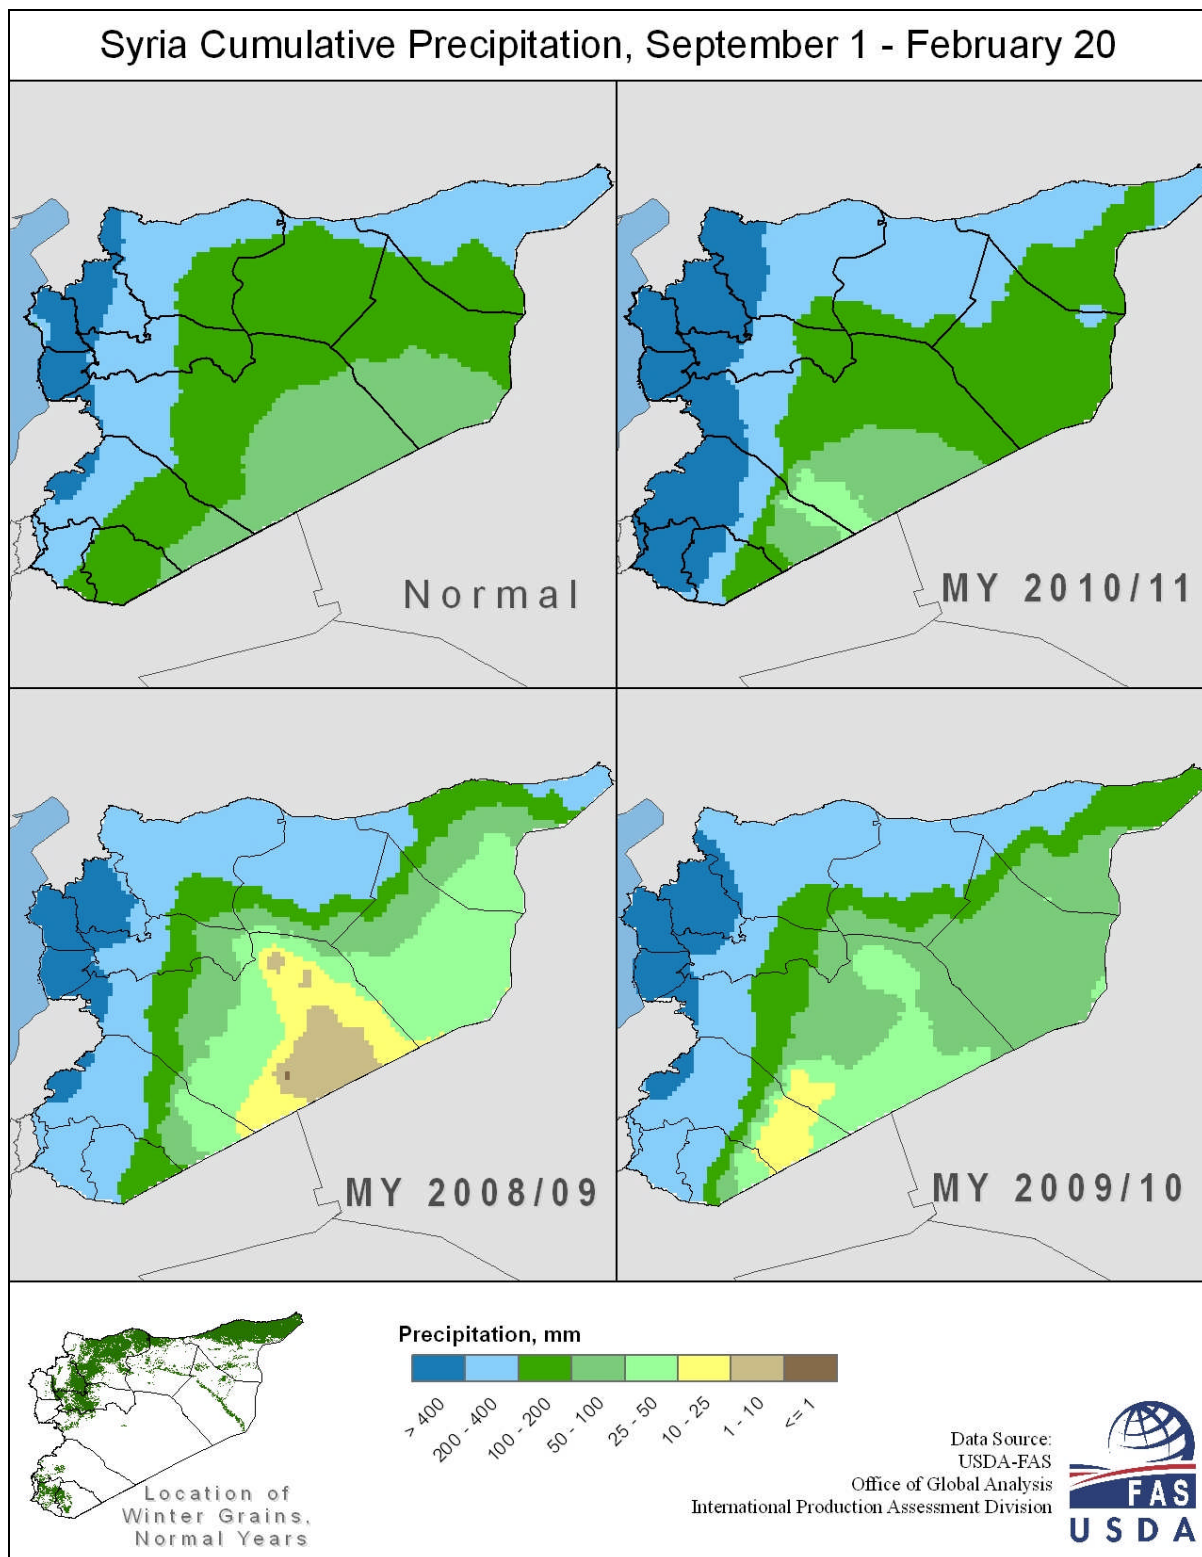 Syria Cumulative Precipitation, September 1 - February 20
Normal
MY 2010/11
MY 2008/09
MY 2009/10
Location of
Winter Grains,
Normal Years
Precipitation, mm
> 400
200 - 400
100 - 200
50 - 100
25 - 50
10 - 25
1 - 10
<= 1
Data Source:
USDA-FAS
Office of Global Analysis
International Production Assessment Division
FAS
USDA